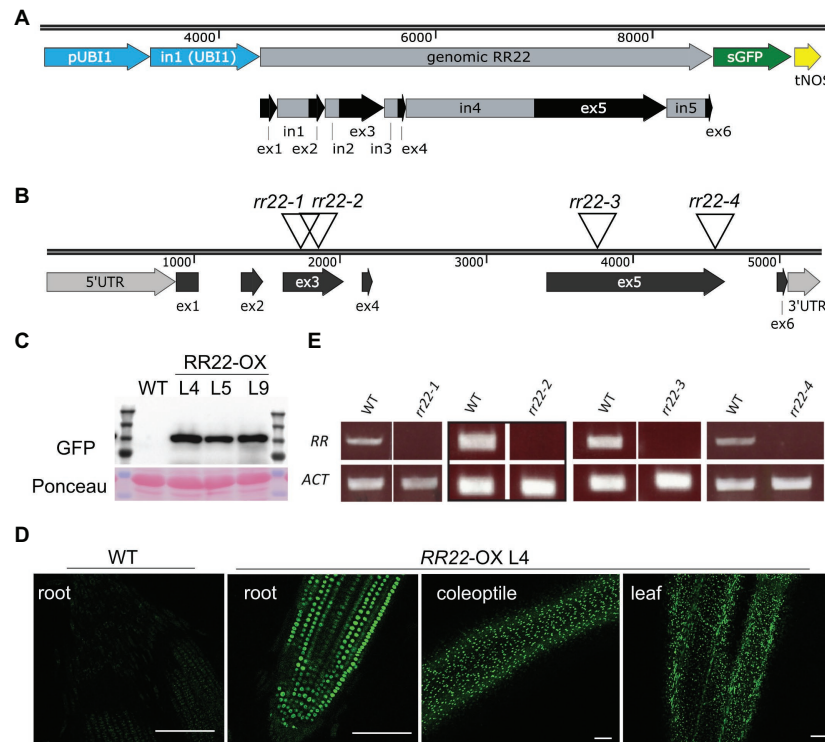 A
4000
6000
8000
pUBI1
in1 (UBI1)
genomic RR22
sGFP
tNOS
in1
ex3
in4
ex5
in5
ex1
ex2
in2
in3
ex4
ex6
B
rr22-1
rr22-2
rr22-3
rr22-4
1000
2000
3000
4000
5000
5'UTR
ex1
ex2
ex3
ex4
ex5
ex6
3'UTR
C
RR22-OX
WT L4 L5 L9
GFP
Ponceau
E
WT rr22-1 WT rr22-2 WT rr22-3 WT rr22-4
RR
ACT
D
WT
RR22-OX L4
root
root
coleoptile
leaf